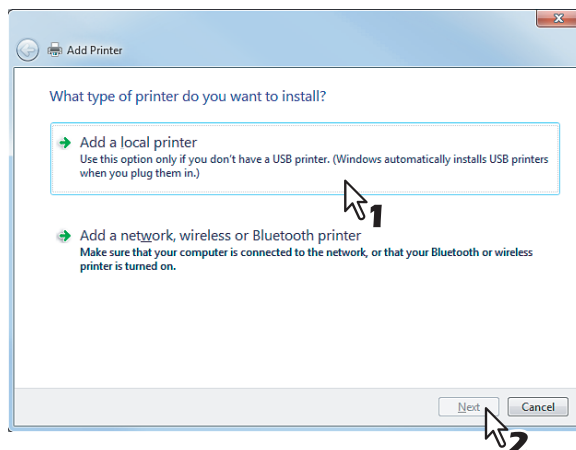 Add Printer
What type of printer do you want to install?
Add a local printer
Use this option only if you don't have a USB printer. (Windows automatically installs USB printers
when you plug them in.)
1
Add a network, wireless or Bluetooth printer
Make sure that your computer is connected to the network, or that your Bluetooth or wireless
printer is turned on.
Next
Cancel
2